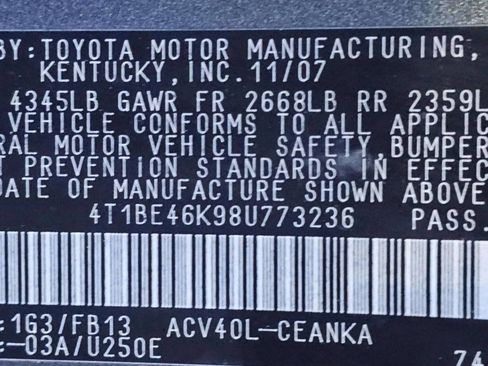 BY: TOYOTA MOTOR MANUFACTURING,
KENTUCKY, INC. 11/07
4345LB GAWR FR 2668LB RR 2359L
VEHICLE CONFORMS TO ALL APPLIC
RAL MOTOR VEHICLE SAFETY, BUMPER
T PREVENTION STANDARDS IN EFFEC
DATE OF MANUFACTURE SHOWN ABOVE
4T1BE46K98U773236 PASS.
:1G3/FB13 ACV40L-CEANKA
:-03A/U250E
74